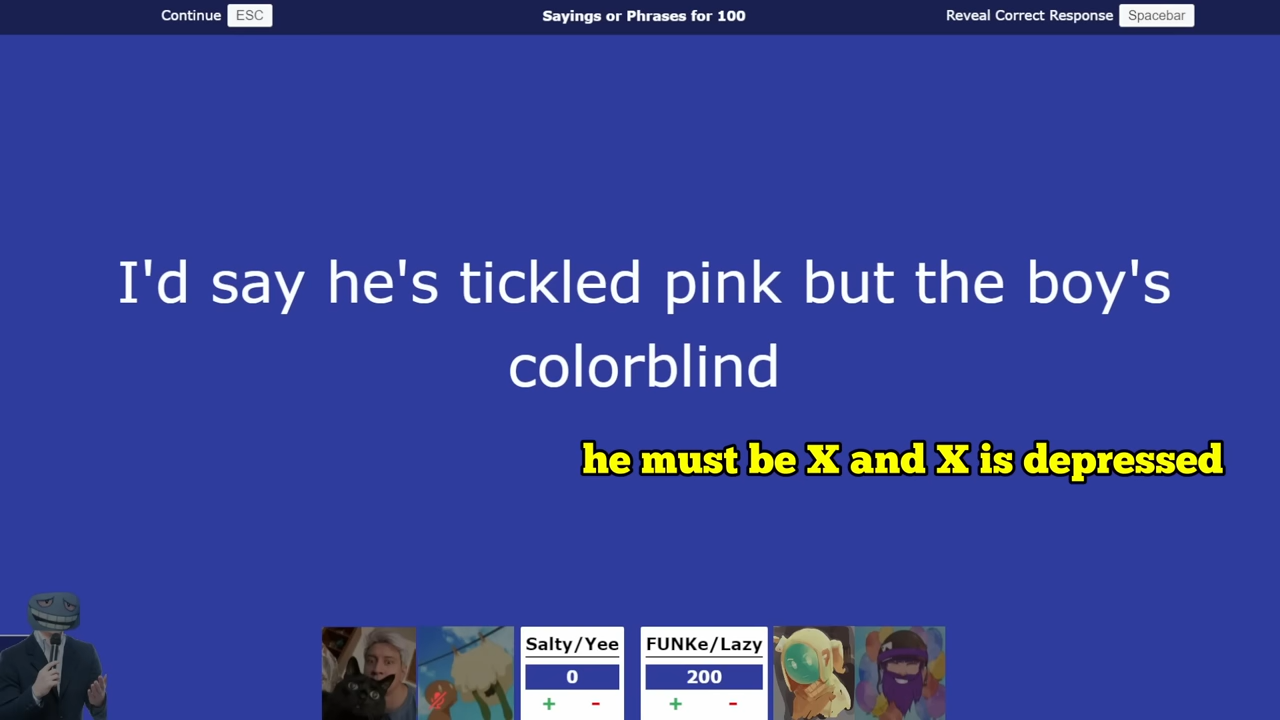 Continue ESC
Sayings or Phrases for 100
Reveal Correct Response Spacebar
I'd say he's tickled pink but the boy's
colorblind
he must be X and X is depressed
Salty/Yee
0
+ -
FUNKe/Lazy
200
+ -